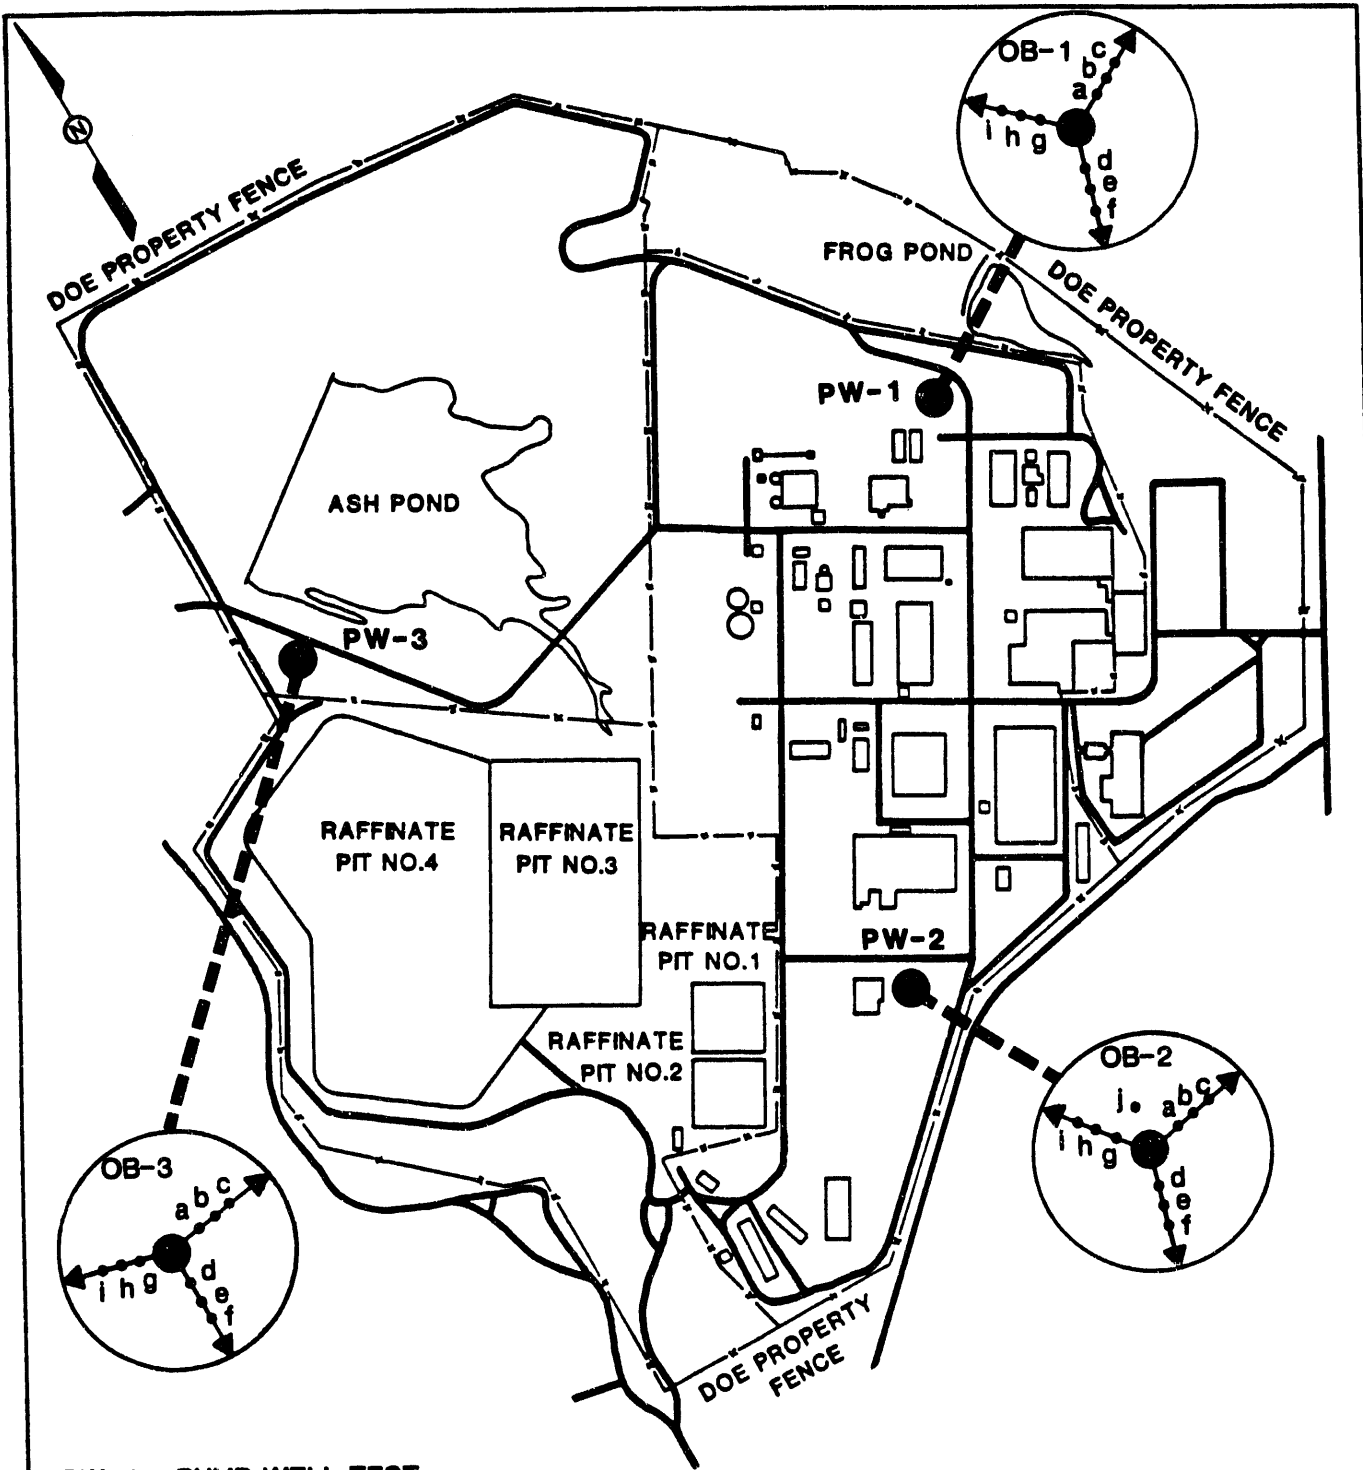 OB-1
c
b
a
i h g
d
e
f
N
DOE PROPERTY FENCE
FROG POND
DOE PROPERTY FENCE
PW-1
ASH POND
PW-3
RAFFINATE
PIT NO.4
RAFFINATE
PIT NO.3
RAFFINATE
PIT NO.1
PW-2
RAFFINATE
PIT NO.2
OB-2
j
a b c
i h g
d
e
f
OB-3
a b c
i h g
d
e
f
DOE PROPERTY
FENCE